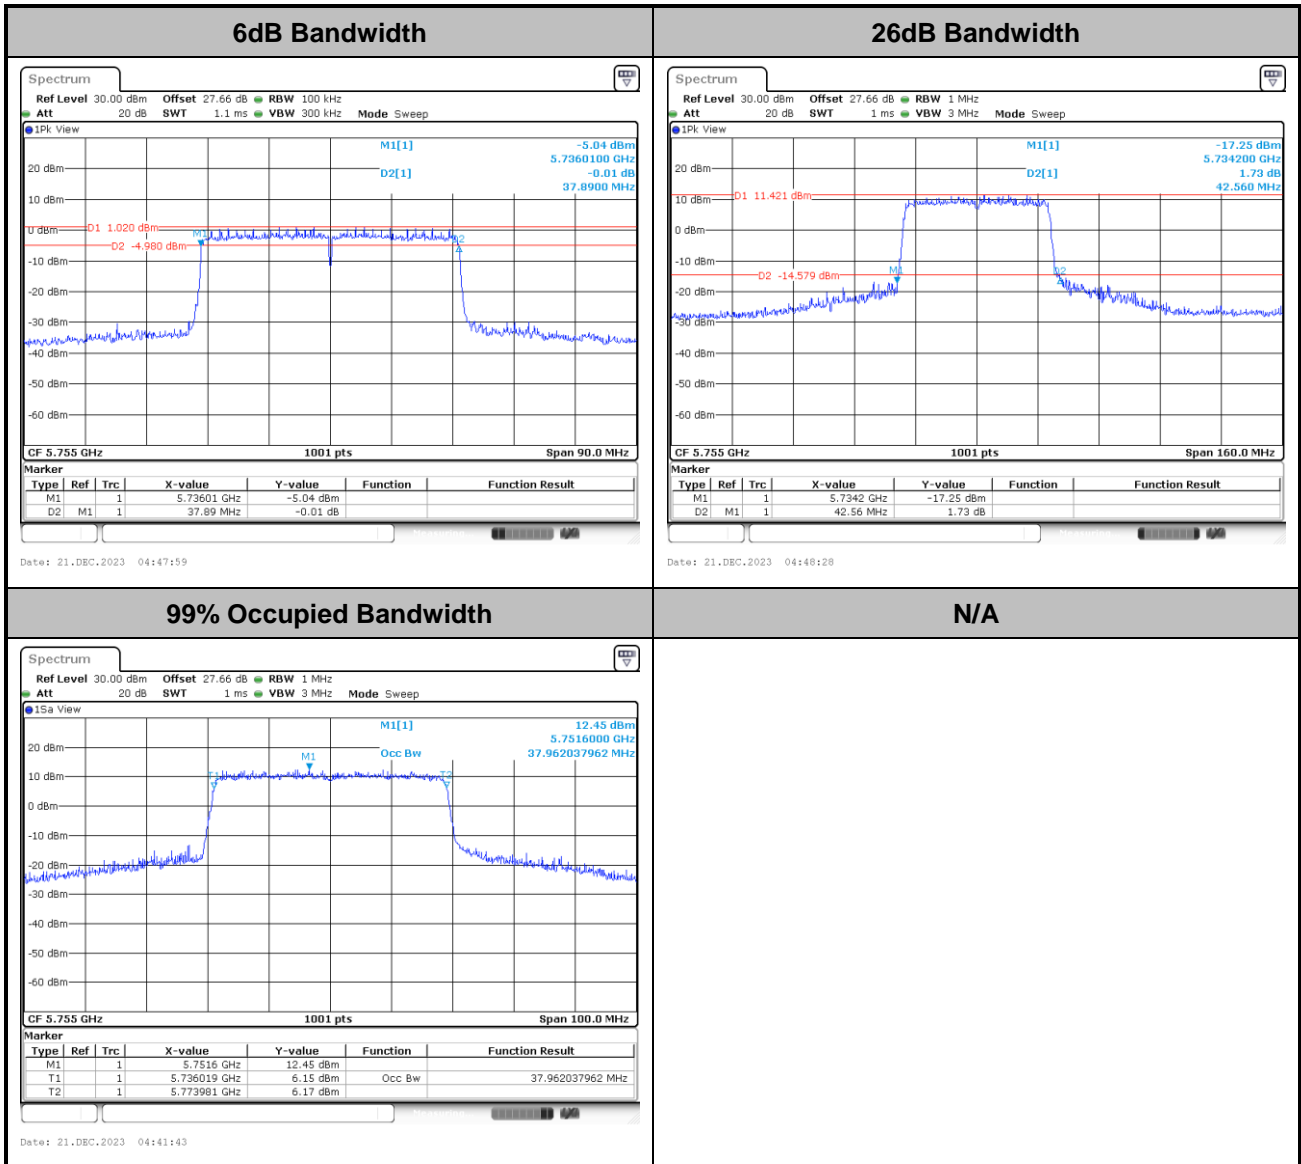 6dB Bandwidth
26dB Bandwidth
Spectrum
Ref Level 30.00 dBm Offset 27.66 dB RBW 100 kHz
Att 20 dB SWT 1.1 ms VBW 300 kHz Mode Sweep
1Pk View
M1[1] -5.04 dBm
5.7360100 GHz
D2[1] -0.01 dB
37.8900 MHz
20 dBm
10 dBm
D1 1.020 dBm
0 dBm
M1
D2
D2 -4.980 dBm
-10 dBm
-20 dBm
-30 dBm
-40 dBm
-50 dBm
-60 dBm
CF 5.755 GHz 1001 pts Span 90.0 MHz
Marker
Type Ref Trc X-value Y-value Function Function Result
M1 1 5.73601 GHz -5.04 dBm
D2 M1 1 37.89 MHz -0.01 dB
Measuring...
Date: 21.DEC.2023 04:47:59
Spectrum
Ref Level 30.00 dBm Offset 27.66 dB RBW 1 MHz
Att 20 dB SWT 1 ms VBW 3 MHz Mode Sweep
1Pk View
M1[1] -17.25 dBm
5.734200 GHz
D2[1] 1.73 dB
42.560 MHz
20 dBm
D1 11.421 dBm
10 dBm
0 dBm
-10 dBm
M1
D2
D2 -14.579 dBm
-20 dBm
-30 dBm
-40 dBm
-50 dBm
-60 dBm
CF 5.755 GHz 1001 pts Span 160.0 MHz
Marker
Type Ref Trc X-value Y-value Function Function Result
M1 1 5.7342 GHz -17.25 dBm
D2 M1 1 42.56 MHz 1.73 dB
Measuring...
Date: 21.DEC.2023 04:48:28
99% Occupied Bandwidth
N/A
Spectrum
Ref Level 30.00 dBm Offset 27.66 dB RBW 1 MHz
Att 20 dB SWT 1 ms VBW 3 MHz Mode Sweep
1Sa View
M1[1] 12.45 dBm
5.7516000 GHz
Occ Bw 37.962037962 MHz
20 dBm
M1
10 dBm
T1
T2
0 dBm
-10 dBm
-20 dBm
-30 dBm
-40 dBm
-50 dBm
-60 dBm
CF 5.755 GHz 1001 pts Span 100.0 MHz
Marker
Type Ref Trc X-value Y-value Function Function Result
M1 1 5.7516 GHz 12.45 dBm
T1 1 5.736019 GHz 6.15 dBm Occ Bw 37.962037962 MHz
T2 1 5.773981 GHz 6.17 dBm
Measuring...
Date: 21.DEC.2023 04:41:43